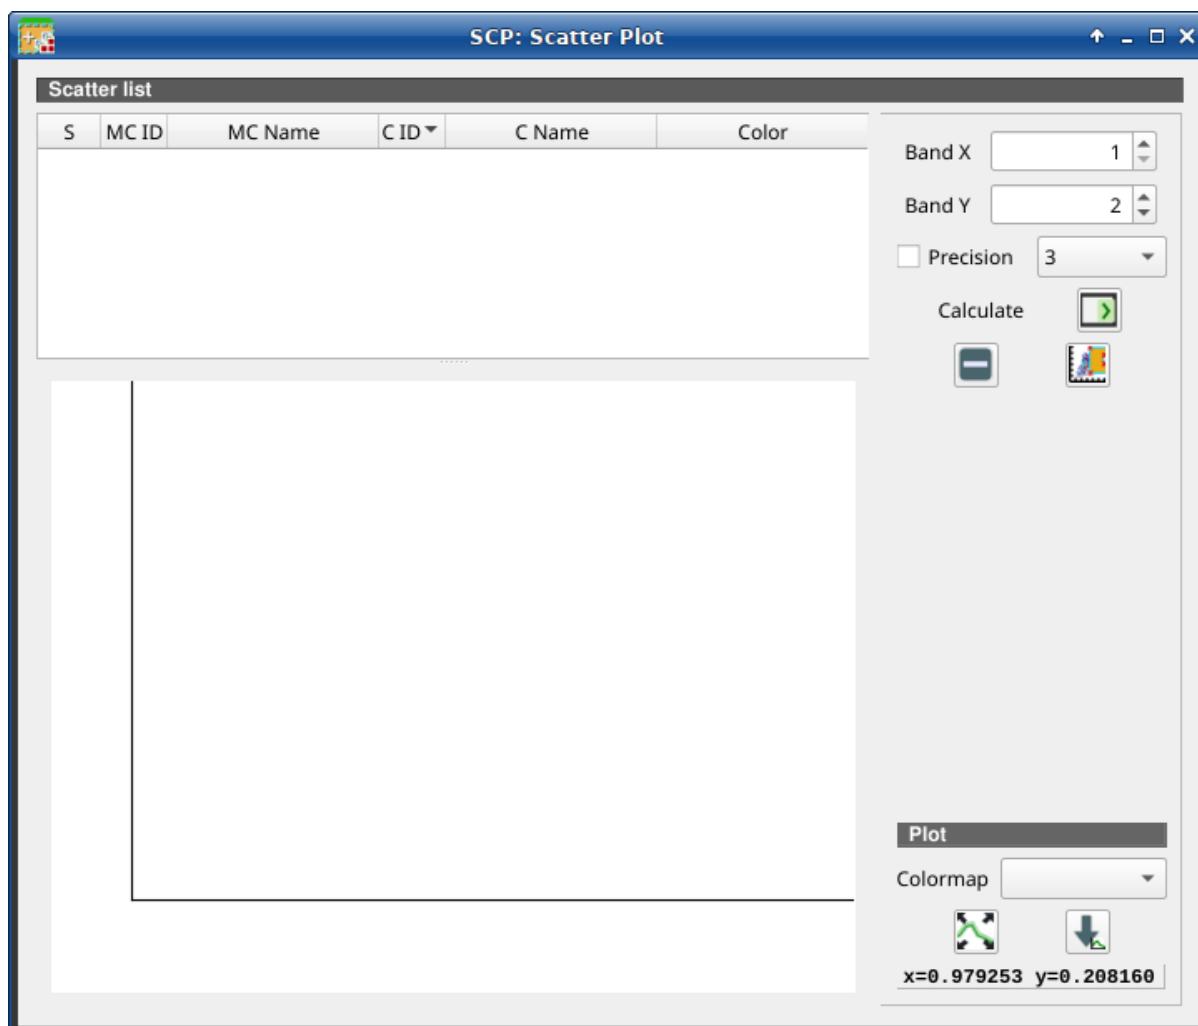 SCP: Scatter Plot
Scatter list
S MC ID MC Name C ID C Name Color
Band X 1
Band Y 2
Precision 3
Calculate
Plot
Colormap
x=0.979253 y=0.208160